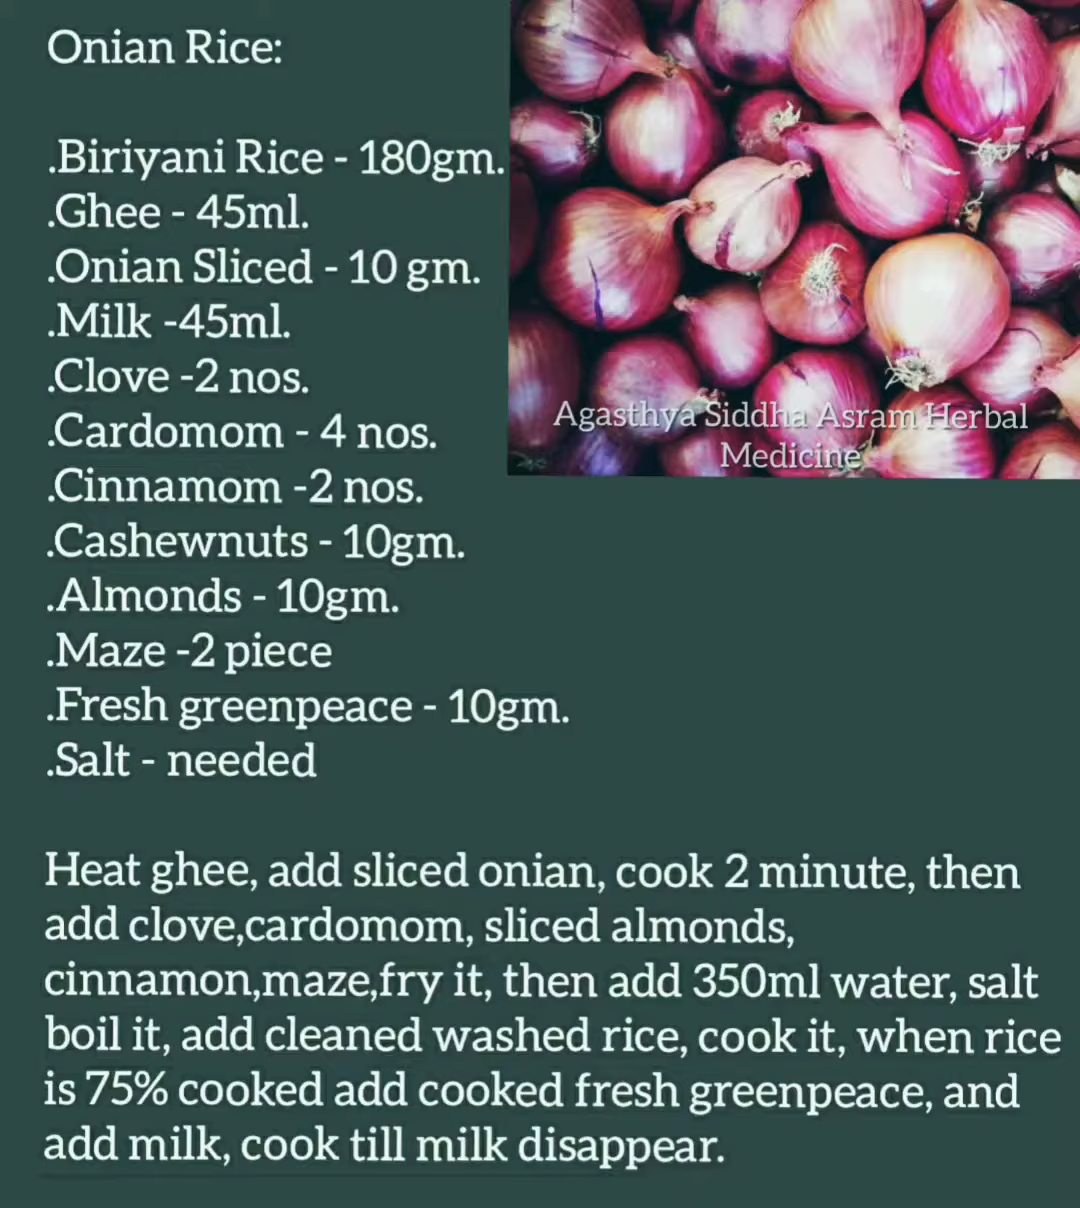 Onian Rice:
.Biriyani Rice - 180gm.
.Ghee - 45ml.
.Onian Sliced - 10 gm.
.Milk -45ml.
.Clove -2 nos.
.Cardomom - 4 nos.
.Cinnamom -2 nos.
.Cashewnuts - 10gm.
.Almonds - 10gm.
.Maze -2 piece
.Fresh greenpeace - 10gm.
.Salt - needed
Agasthya Siddha Asram Herbal
Medicine
Heat ghee, add sliced onian, cook 2 minute, then
add clove,cardomom, sliced almonds,
cinnamon,maze,fry it, then add 350ml water, salt
boil it, add cleaned washed rice, cook it, when rice
is 75% cooked add cooked fresh greenpeace, and
add milk, cook till milk disappear.